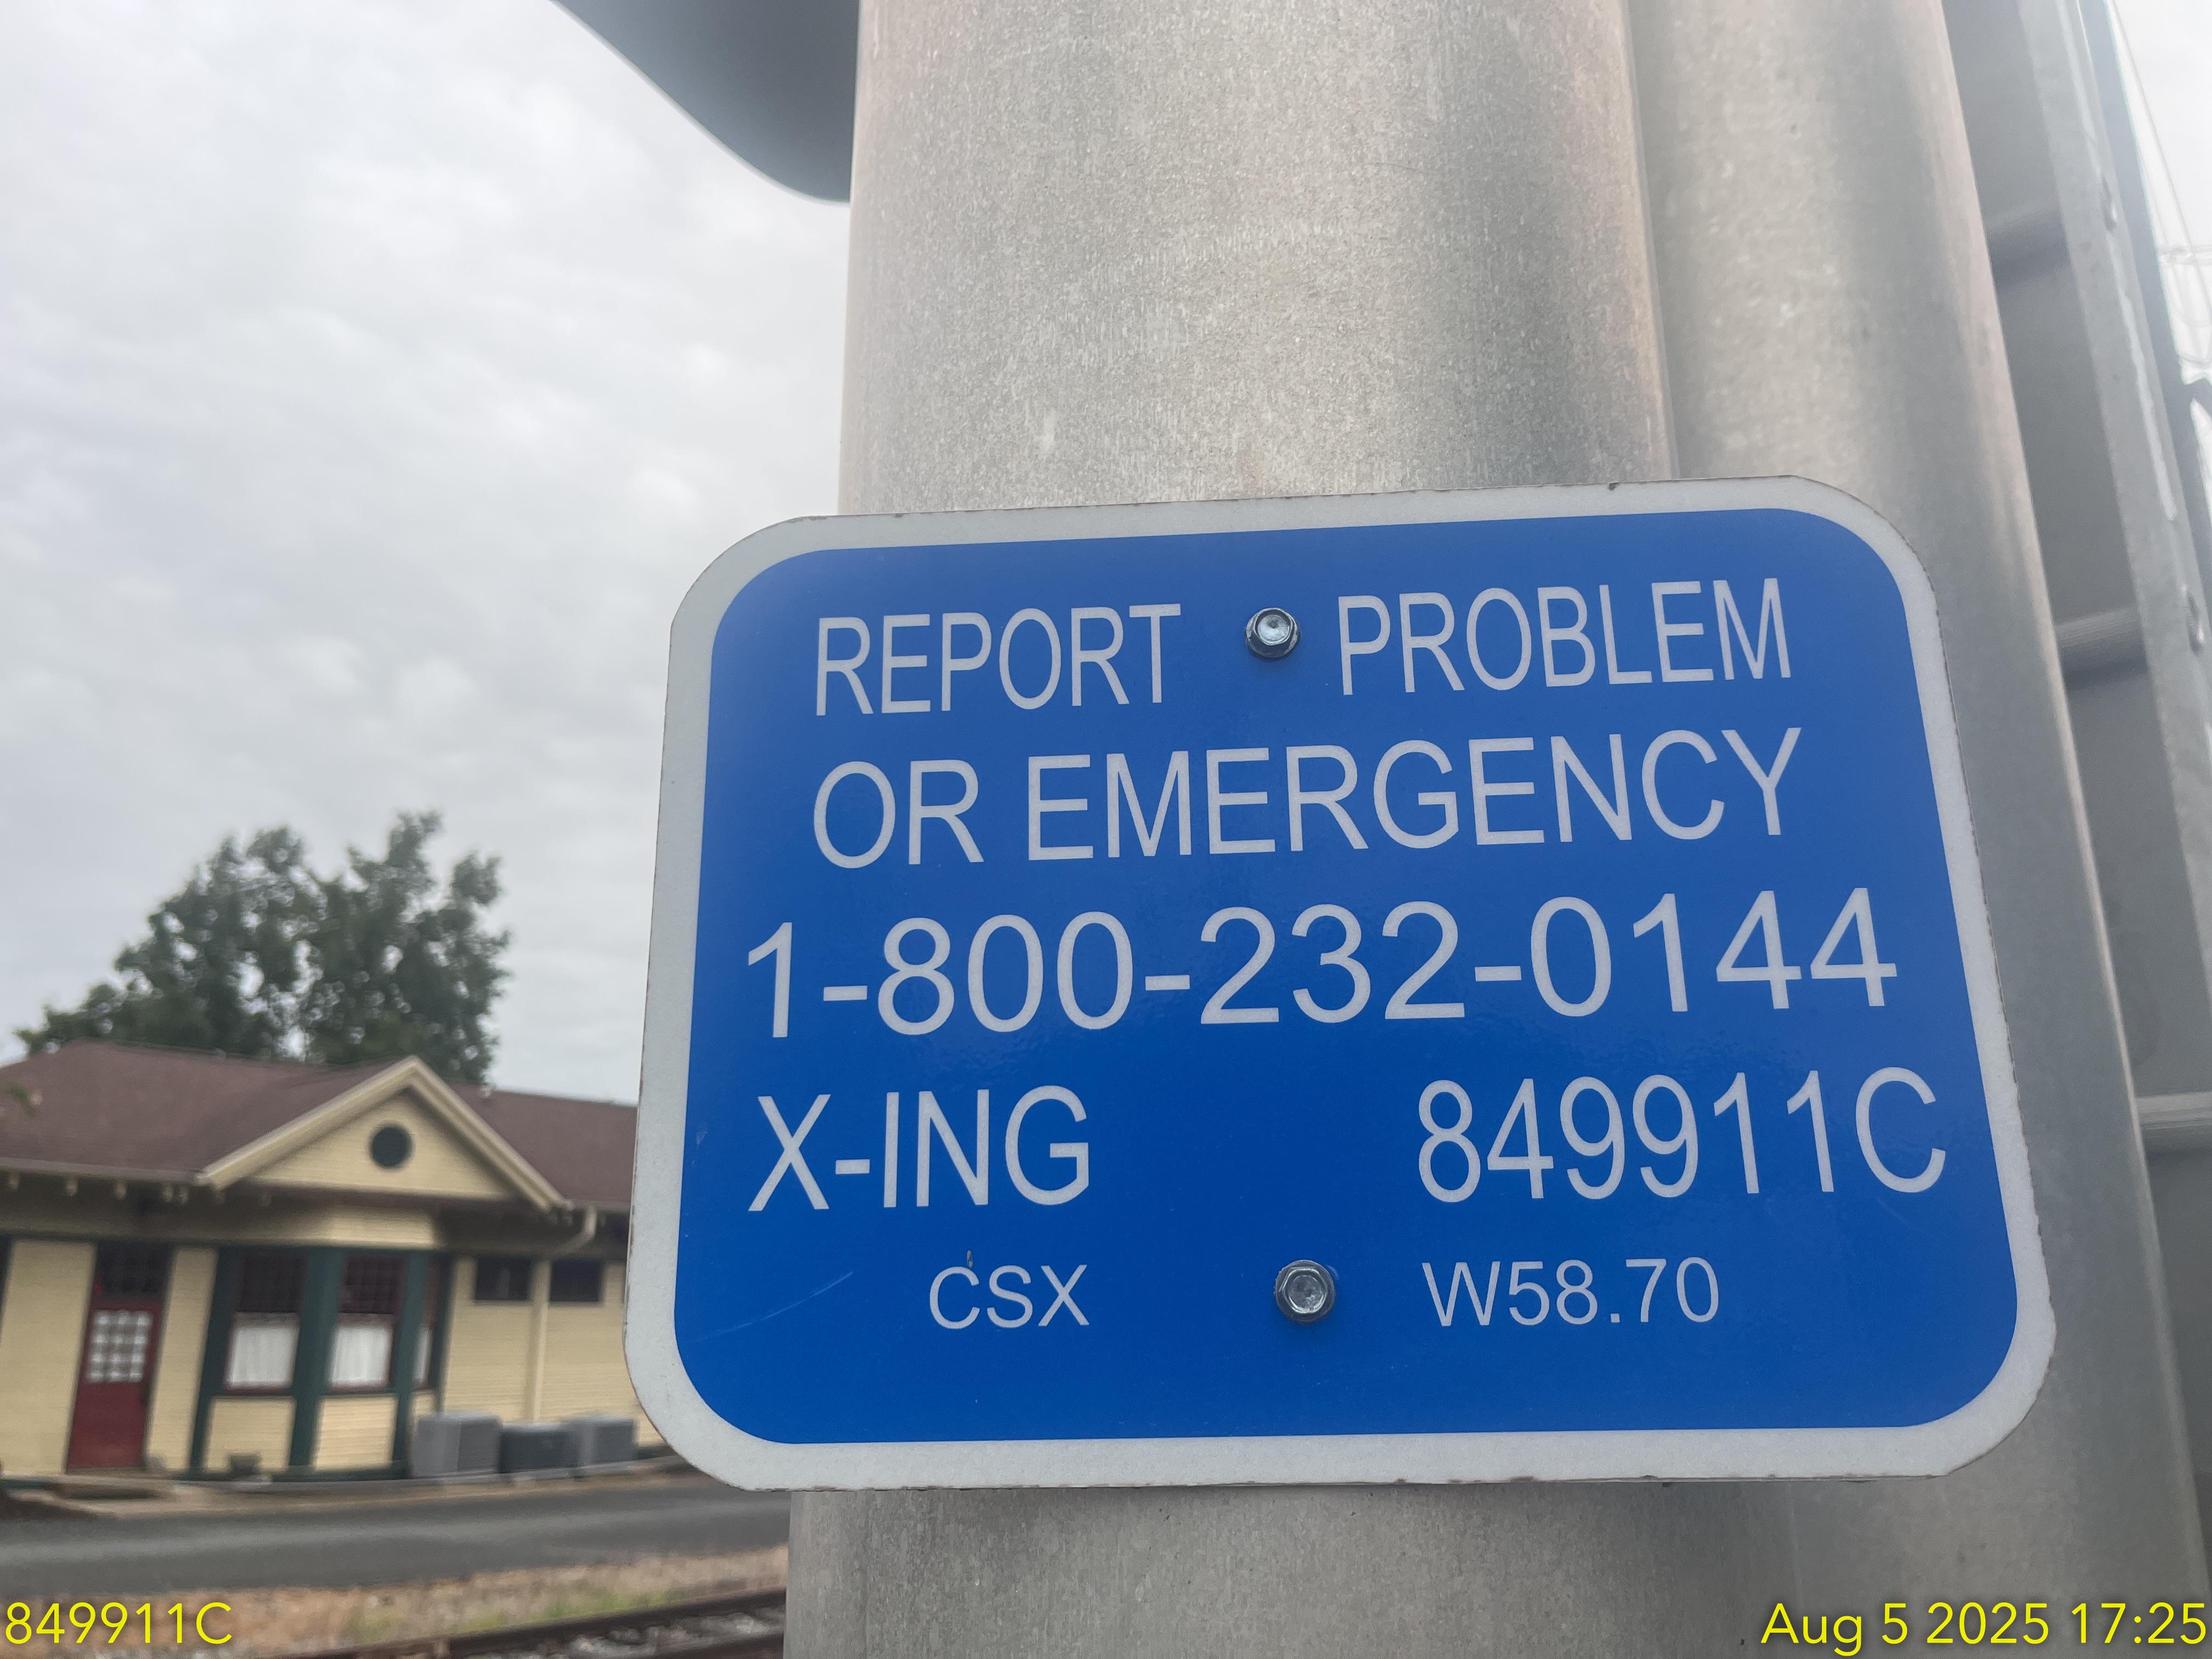 REPORT PROBLEM
OR EMERGENCY
1-800-232-0144
X-ING 849911C
CSX W58.70
849911C
Aug 5 2025 17:25